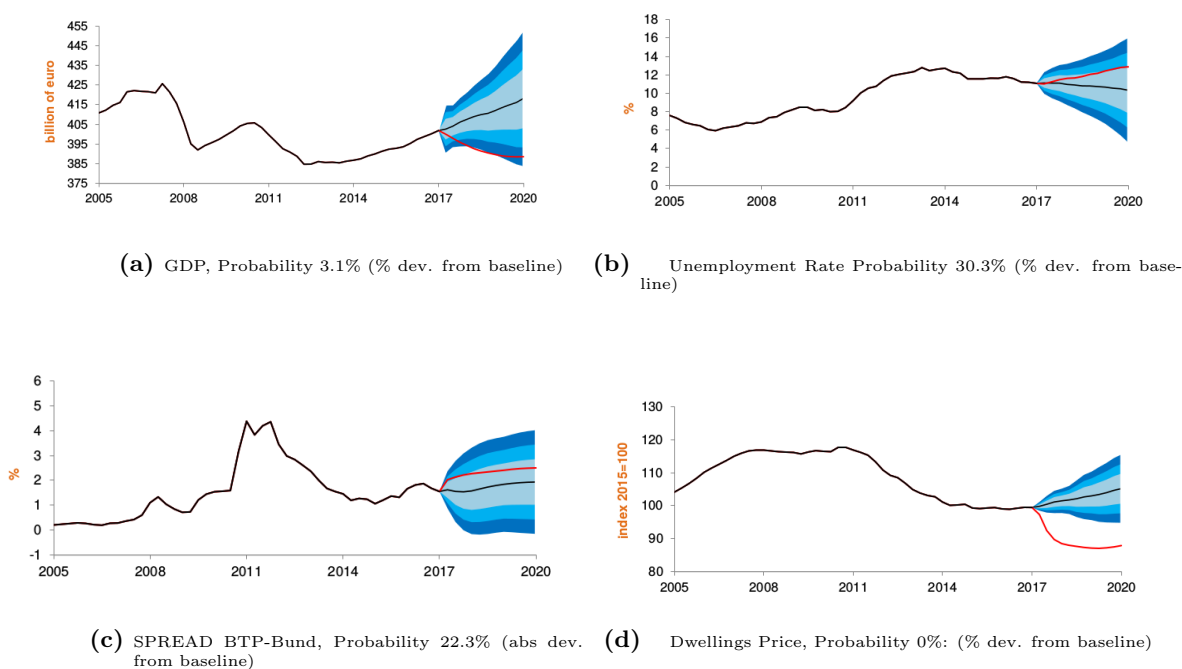 455
445
435
425
415
405
395
385
375
billion of euro
2005 2008 2011 2014 2017 2020
(a) GDP, Probability 3.1% (% dev. from baseline)
18
16
14
12
10
8
6
4
2
0
%
2005 2008 2011 2014 2017 2020
(b) Unemployment Rate Probability 30.3% (% dev. from base-
line)
6
5
4
3
2
1
0
-1
%
2005 2008 2011 2014 2017 2020
(c) SPREAD BTP-Bund, Probability 22.3% (abs dev.
from baseline)
130
120
110
100
90
80
index 2015=100
2005 2008 2011 2014 2017 2020
(d) Dwellings Price, Probability 0%: (% dev. from baseline)